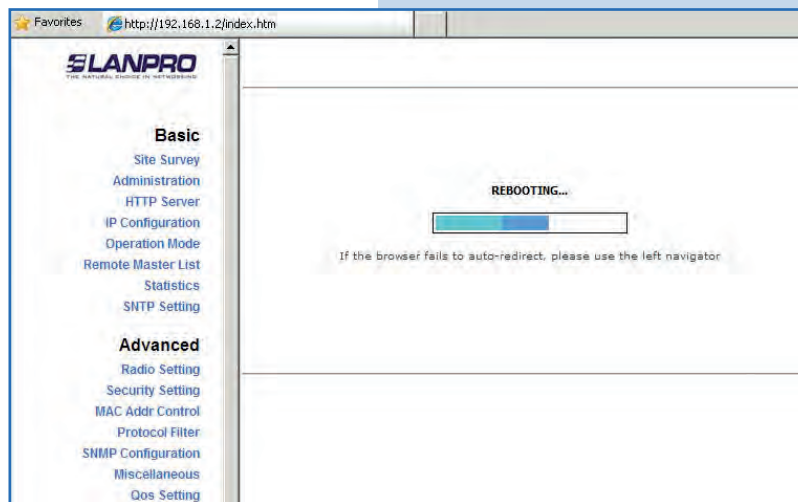 Favorites
http://192.168.1.2/index.htm
LANPRO
THE NATURAL CHOICE IN NETWORKING
Basic
Site Survey
Administration
HTTP Server
IP Configuration
Operation Mode
Remote Master List
Statistics
SNTP Setting
Advanced
Radio Setting
Security Setting
MAC Addr Control
Protocol Filter
SNMP Configuration
Miscellaneous
Qos Setting
REBOOTING...
If the browser fails to auto-redirect, please use the left navigator